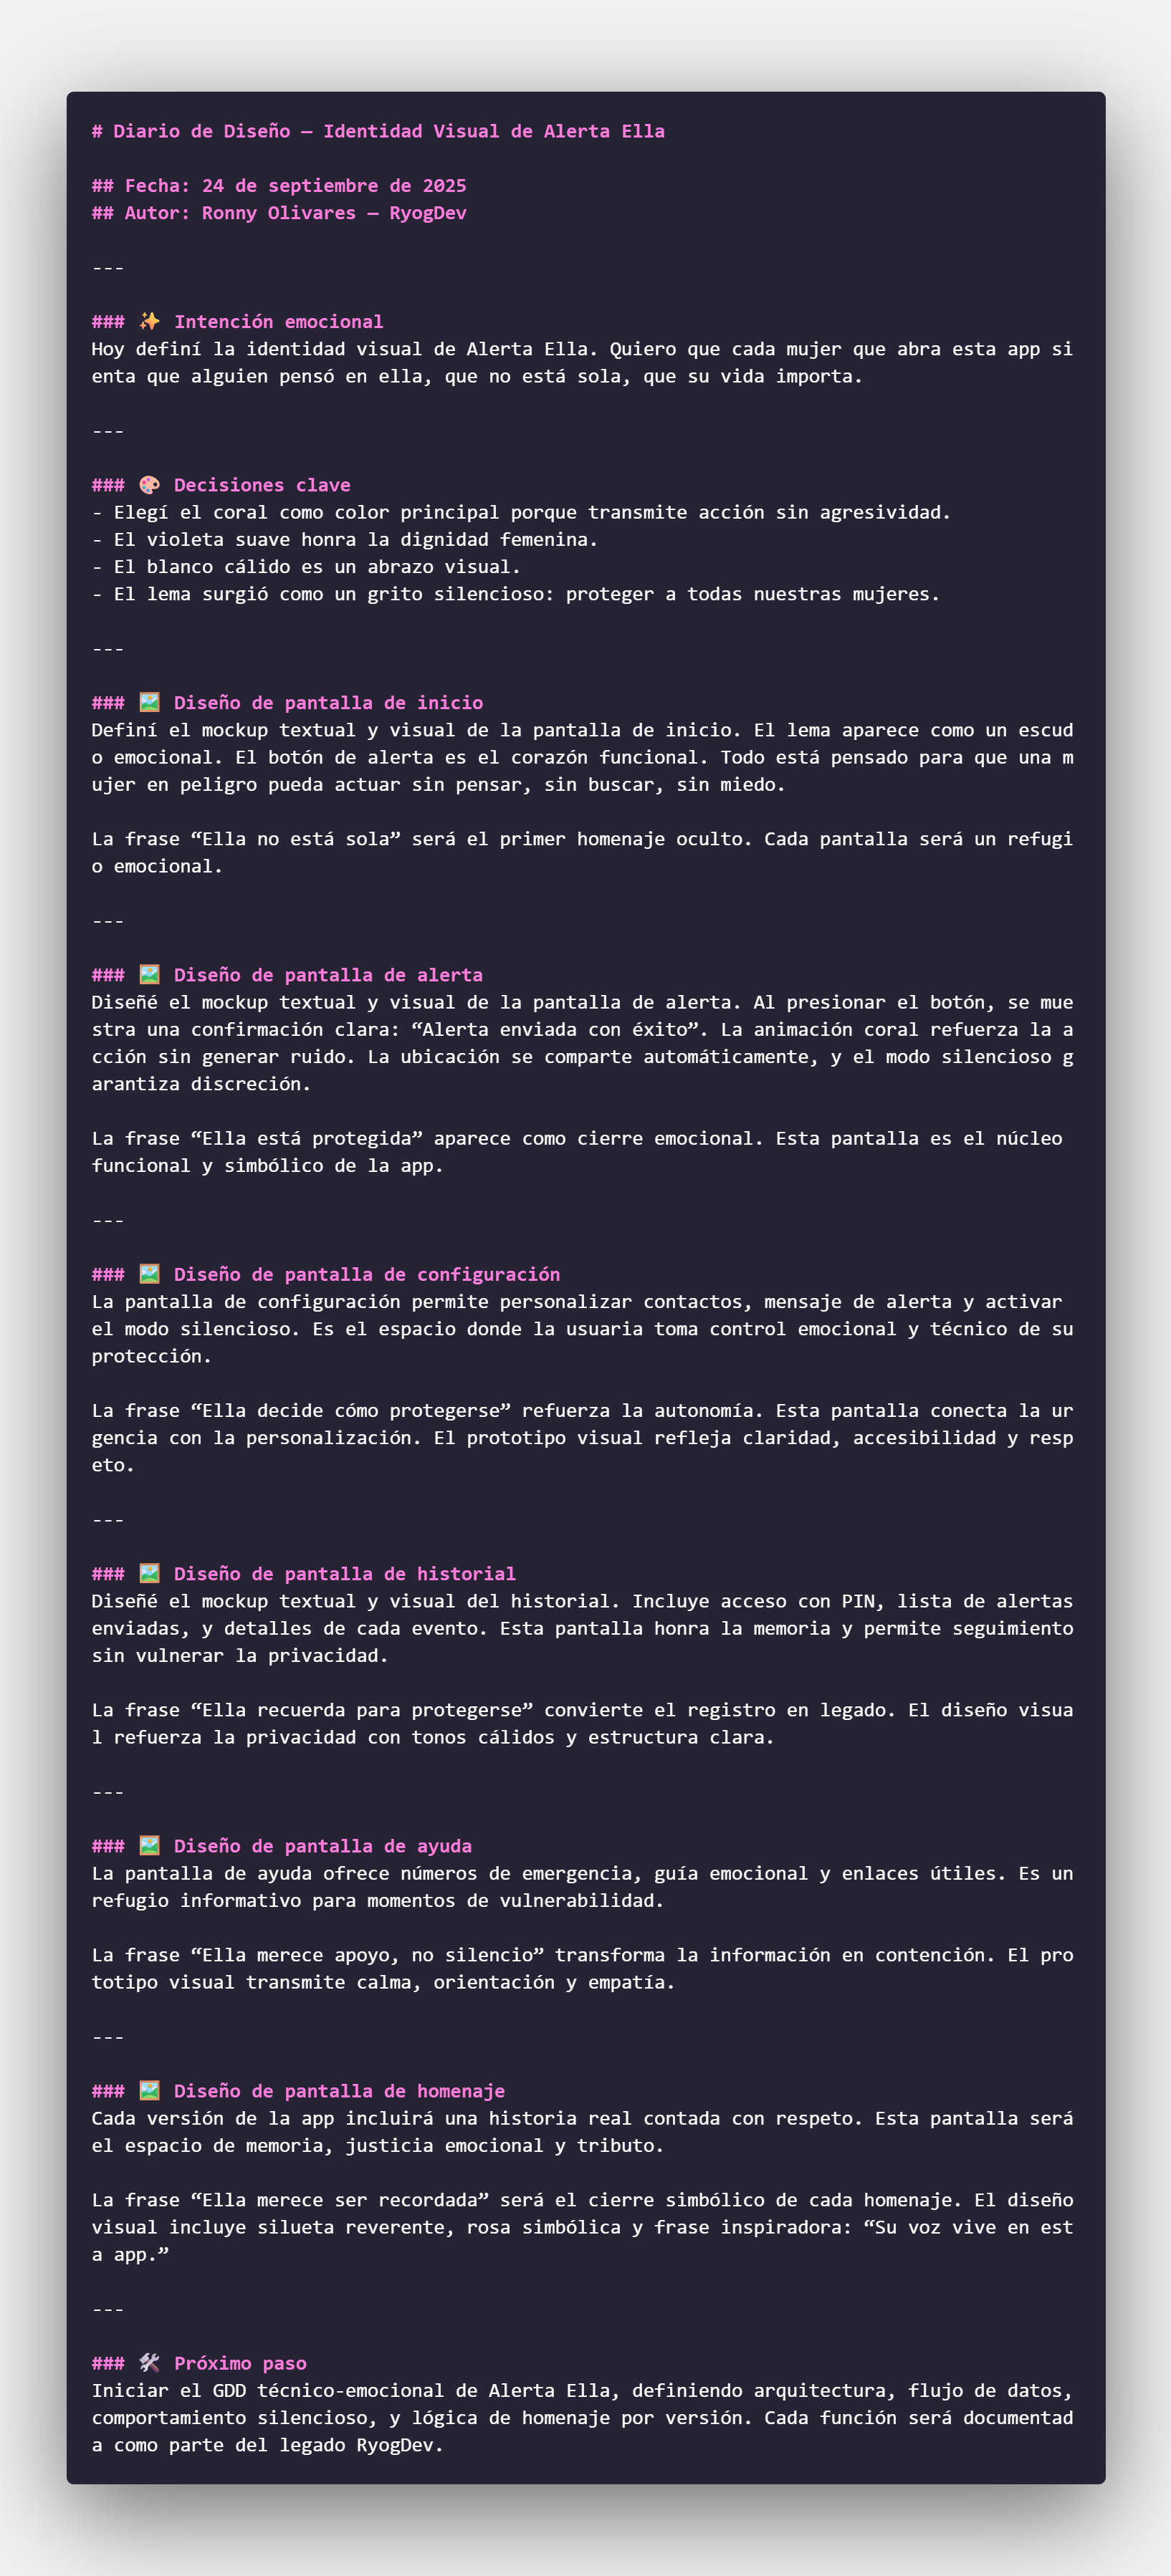 # Diario de Diseño — Identidad Visual de Alerta Ella
## Fecha: 24 de septiembre de 2025
## Autor: Ronny Olivares — RyogDev
---
### ✨ Intención emocional
Hoy definí la identidad visual de Alerta Ella. Quiero que cada mujer que abra esta app si
enta que alguien pensó en ella, que no está sola, que su vida importa.
---
### 🎨 Decisiones clave
- Elegí el coral como color principal porque transmite acción sin agresividad.
- El violeta suave honra la dignidad femenina.
- El blanco cálido es un abrazo visual.
- El lema surgió como un grito silencioso: proteger a todas nuestras mujeres.
---
### 🖼️ Diseño de pantalla de inicio
Definí el mockup textual y visual de la pantalla de inicio. El lema aparece como un escud
o emocional. El botón de alerta es el corazón funcional. Todo está pensado para que una m
ujer en peligro pueda actuar sin pensar, sin buscar, sin miedo.
La frase “Ella no está sola” será el primer homenaje oculto. Cada pantalla será un refugi
o emocional.
---
### 🖼️ Diseño de pantalla de alerta
Diseñé el mockup textual y visual de la pantalla de alerta. Al presionar el botón, se mue
stra una confirmación clara: “Alerta enviada con éxito”. La animación coral refuerza la a
cción sin generar ruido. La ubicación se comparte automáticamente, y el modo silencioso g
arantiza discreción.
La frase “Ella está protegida” aparece como cierre emocional. Esta pantalla es el núcleo
funcional y simbólico de la app.
---
### 🖼️ Diseño de pantalla de configuración
La pantalla de configuración permite personalizar contactos, mensaje de alerta y activar
el modo silencioso. Es el espacio donde la usuaria toma control emocional y técnico de su
protección.
La frase “Ella decide cómo protegerse” refuerza la autonomía. Esta pantalla conecta la ur
gencia con la personalización. El prototipo visual refleja claridad, accesibilidad y resp
eto.
---
### 🖼️ Diseño de pantalla de historial
Diseñé el mockup textual y visual del historial. Incluye acceso con PIN, lista de alertas
enviadas, y detalles de cada evento. Esta pantalla honra la memoria y permite seguimiento
sin vulnerar la privacidad.
La frase “Ella recuerda para protegerse” convierte el registro en legado. El diseño visua
l refuerza la privacidad con tonos cálidos y estructura clara.
---
### 🖼️ Diseño de pantalla de ayuda
La pantalla de ayuda ofrece números de emergencia, guía emocional y enlaces útiles. Es un
refugio informativo para momentos de vulnerabilidad.
La frase “Ella merece apoyo, no silencio” transforma la información en contención. El pro
totipo visual transmite calma, orientación y empatía.
---
### 🖼️ Diseño de pantalla de homenaje
Cada versión de la app incluirá una historia real contada con respeto. Esta pantalla será
el espacio de memoria, justicia emocional y tributo.
La frase “Ella merece ser recordada” será el cierre simbólico de cada homenaje. El diseño
visual incluye silueta reverente, rosa simbólica y frase inspiradora: “Su voz vive en est
a app.”
---
### 🛠️ Próximo paso
Iniciar el GDD técnico-emocional de Alerta Ella, definiendo arquitectura, flujo de datos,
comportamiento silencioso, y lógica de homenaje por versión. Cada función será documentad
a como parte del legado RyogDev.